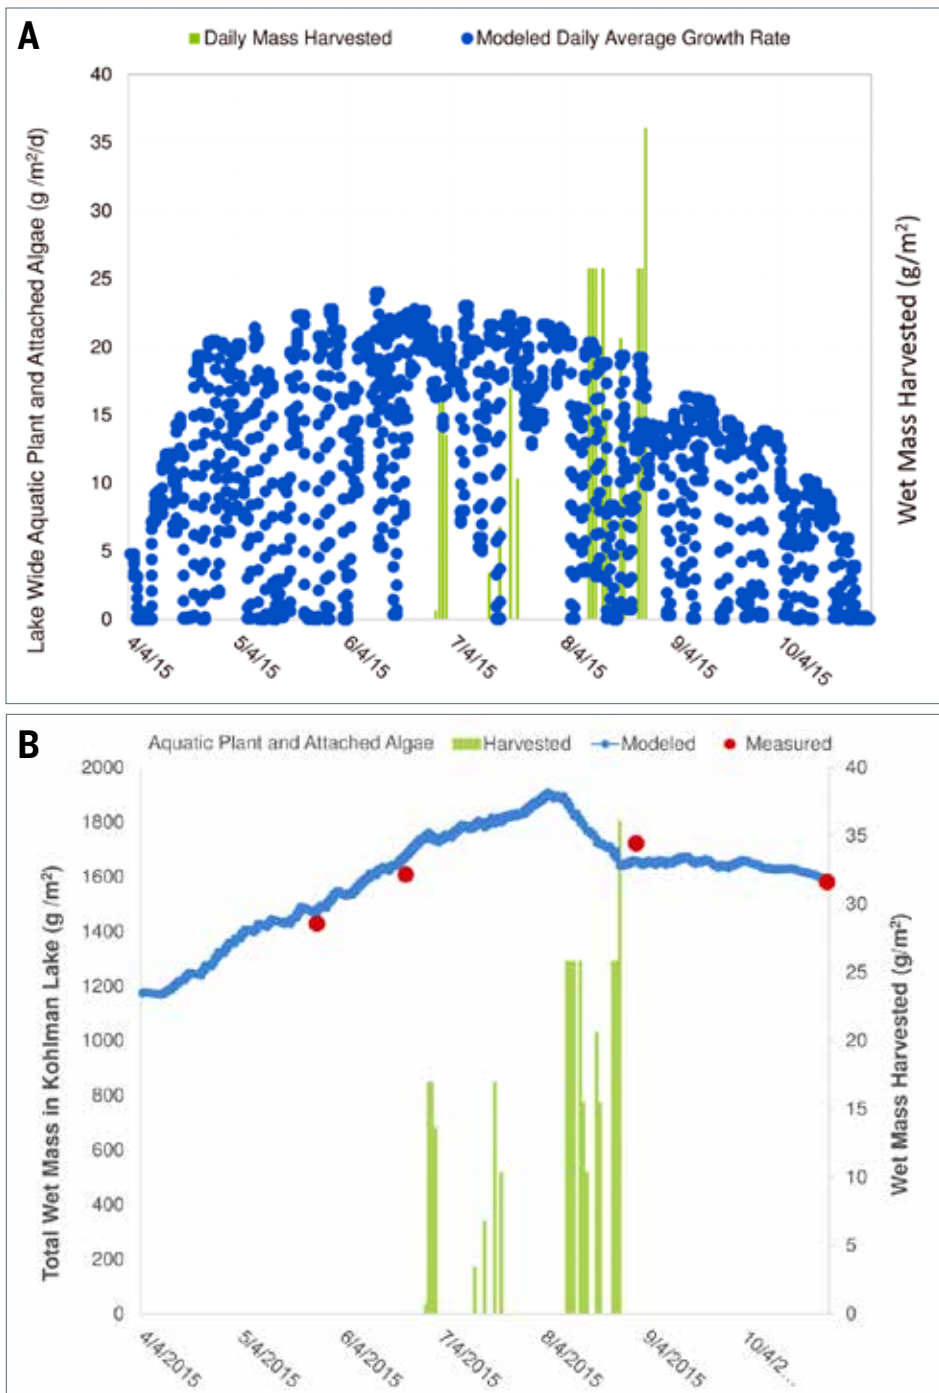 A
Daily Mass Harvested Modeled Daily Average Growth Rate
Lake Wide Aquatic Plant and Attached Algae (g /m²/d)
40
35
30
25
20
15
10
5
0
4/4/15 5/4/15 6/4/15 7/4/15 8/4/15 9/4/15 10/4/15
Wet Mass Harvested (g/m²)
B
Aquatic Plant and Attached Algae Harvested Modeled Measured
Total Wet Mass in Kohlman Lake (g /m²)
2000
1800
1600
1400
1200
1000
800
600
400
200
0
4/4/2015 5/4/2015 6/4/2015 7/4/2015 8/4/2015 9/4/2015 10/4/2...
40
35
30
25
20
15
10
5
0
Wet Mass Harvested (g/m²)